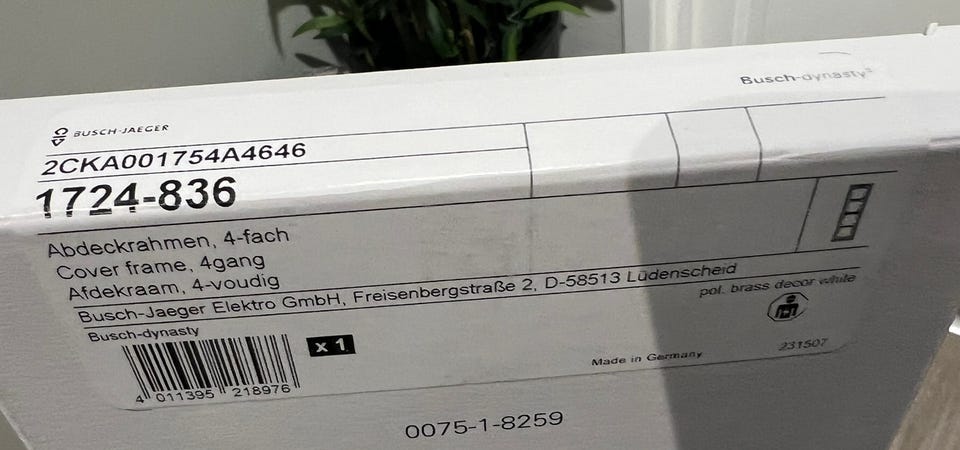 Busch-dynasty®
BUSCH-JAEGER
2CKA001754A4646
1724-836
Abdeckrahmen, 4-fach
Cover frame, 4gang
Afdekraam, 4-voudig
Busch-Jaeger Elektro GmbH, Freisenbergstraße 2, D-58513 Lüdenscheid
pol. brass decor white
Busch-dynasty
x 1
4 011395 218976
Made in Germany
231507
0075-1-8259